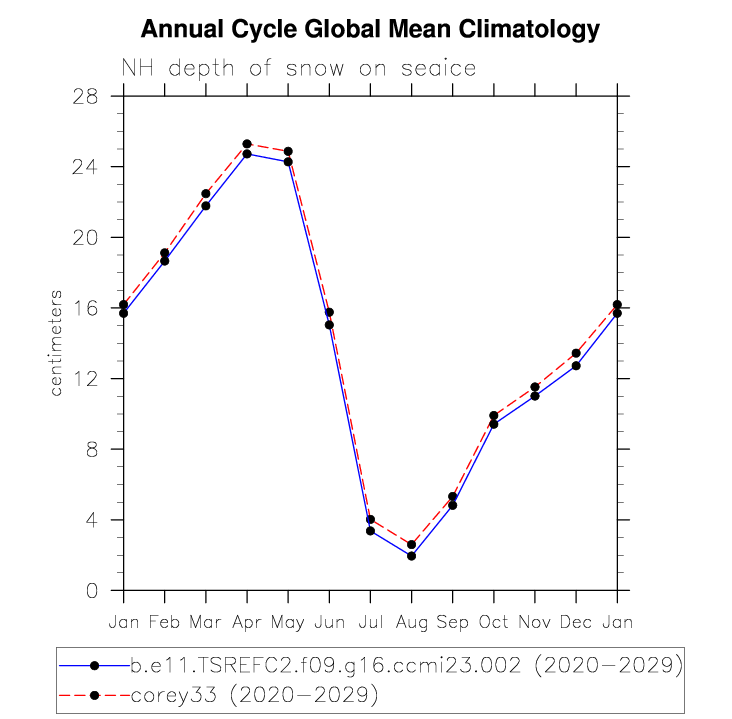 Annual Cycle Global Mean Climatology
NH depth of snow on seaice
28
24
20
16
12
8
4
0
centimeters
Jan Feb Mar Apr May Jun Jul Aug Sep Oct Nov Dec Jan
b.e11.TSREFC2.f09.g16.ccmi23.002 (2020-2029)
corey33 (2020-2029)